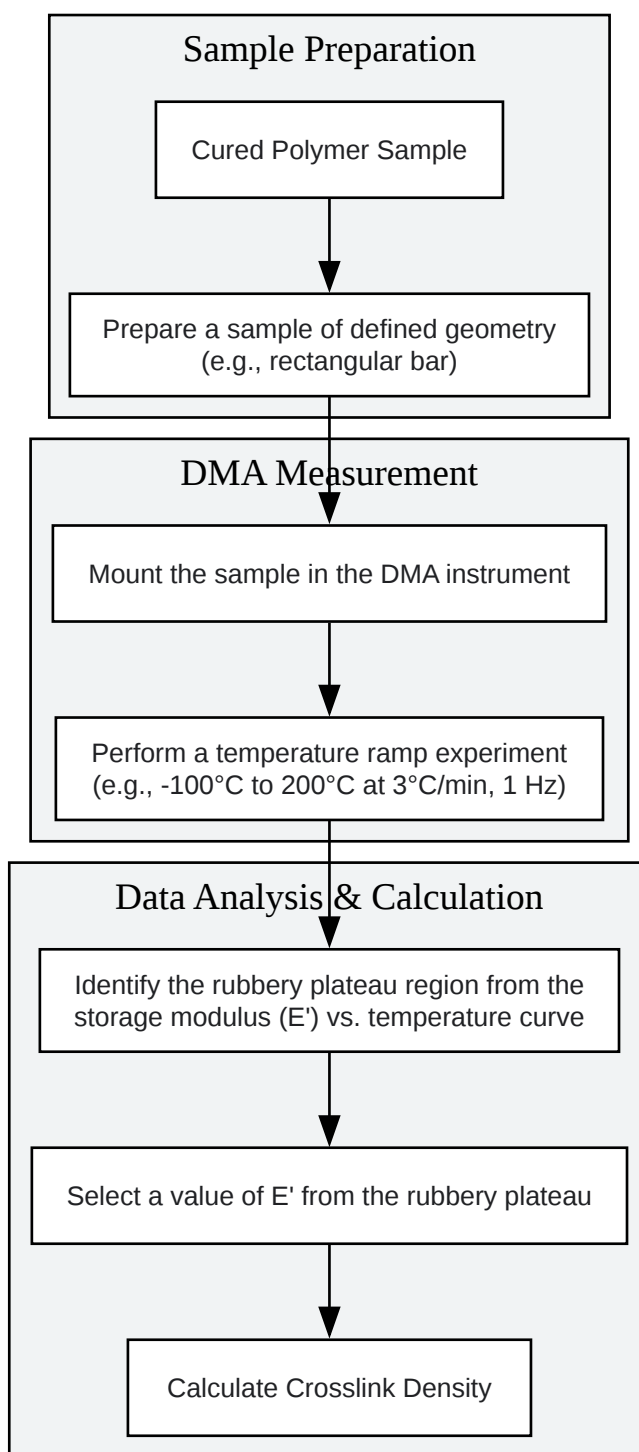 Sample Preparation
Cured Polymer Sample
Prepare a sample of defined geometry
(e.g., rectangular bar)
DMA Measurement
Mount the sample in the DMA instrument
Perform a temperature ramp experiment
(e.g., -100°C to 200°C at 3°C/min, 1 Hz)
Data Analysis & Calculation
Identify the rubbery plateau region from the
storage modulus (E') vs. temperature curve
Select a value of E' from the rubbery plateau
Calculate Crosslink Density